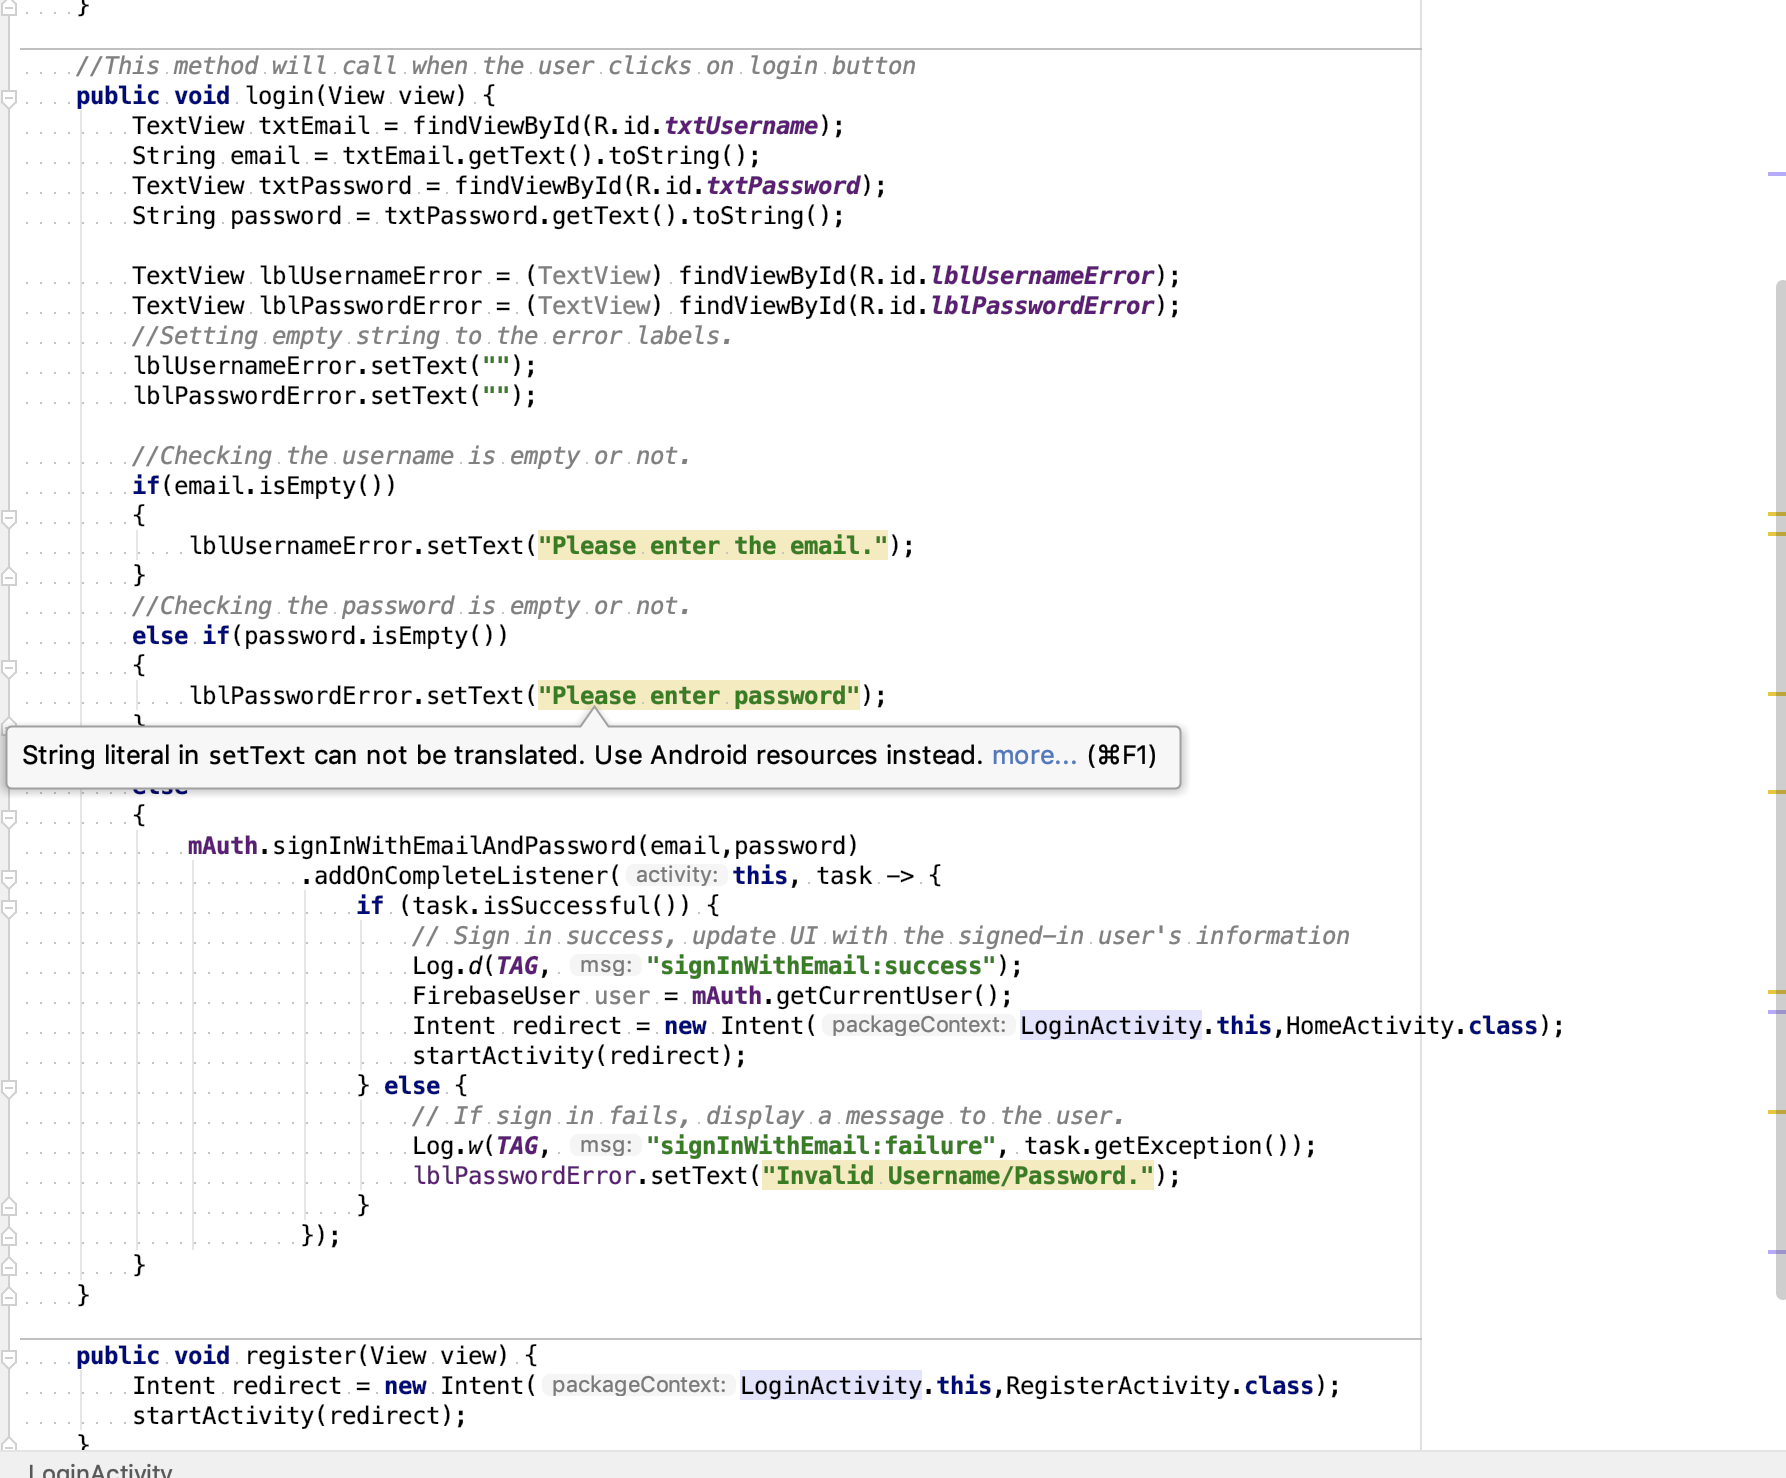 }
//This method will call when the user clicks on login button
public void login(View view) {
TextView txtEmail = findViewById(R.id.txtUsername);
String email = txtEmail.getText().toString();
TextView txtPassword = findViewById(R.id.txtPassword);
String password = txtPassword.getText().toString();
TextView lblUsernameError = (TextView) findViewById(R.id.lblUsernameError);
TextView lblPasswordError = (TextView) findViewById(R.id.lblPasswordError);
//Setting empty string to the error labels.
lblUsernameError.setText("");
lblPasswordError.setText("");
//Checking the username is empty or not.
if(email.isEmpty())
{
lblUsernameError.setText("Please enter the email.");
}
//Checking the password is empty or not.
else if(password.isEmpty())
{
lblPasswordError.setText("Please enter password");
}
String literal in setText can not be translated. Use Android resources instead. more... (⌘F1)
else
{
mAuth.signInWithEmailAndPassword(email,password)
.addOnCompleteListener( activity: this, task -> {
if (task.isSuccessful()) {
// Sign in success, update UI with the signed-in user's information
Log.d(TAG, msg: "signInWithEmail:success");
FirebaseUser user = mAuth.getCurrentUser();
Intent redirect = new Intent( packageContext: LoginActivity.this,HomeActivity.class);
startActivity(redirect);
} else {
// If sign in fails, display a message to the user.
Log.w(TAG, msg: "signInWithEmail:failure", task.getException());
lblPasswordError.setText("Invalid Username/Password.");
}
});
}
}
public void register(View view) {
Intent redirect = new Intent( packageContext: LoginActivity.this,RegisterActivity.class);
startActivity(redirect);
}
LoginActivity